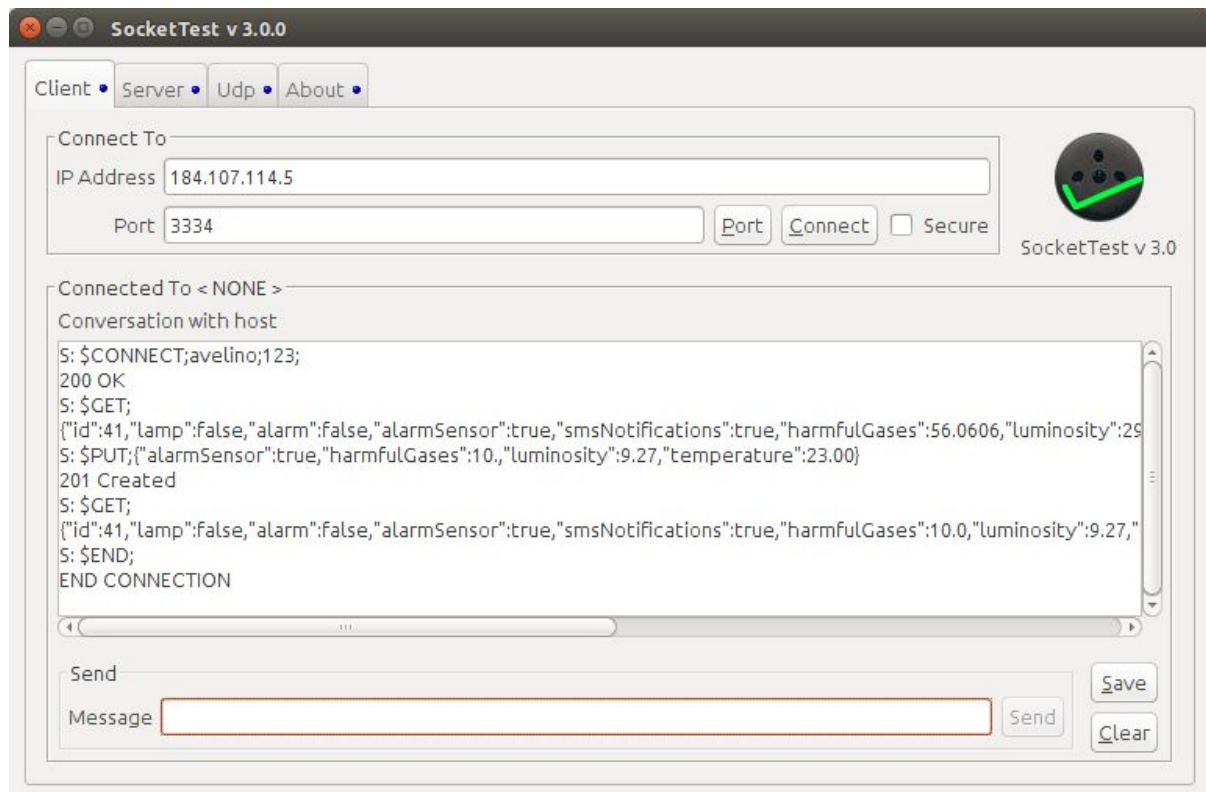 SocketTest v 3.0.0
Client Server Udp About
Connect To
IP Address 184.107.114.5
Port 3334 Port Connect Secure
SocketTest v 3.0
Connected To < NONE >
Conversation with host
S: $CONNECT;avelino;123;
200 OK
S: $GET;
{"id":41,"lamp":false,"alarm":false,"alarmSensor":true,"smsNotifications":true,"harmfulGases":56.0606,"luminosity":29
S: $PUT;{"alarmSensor":true,"harmfulGases":10.,"luminosity":9.27,"temperature":23.00}
201 Created
S: $GET;
{"id":41,"lamp":false,"alarm":false,"alarmSensor":true,"smsNotifications":true,"harmfulGases":10.0,"luminosity":9.27,"
S: $END;
END CONNECTION
Send
Message Send
Save
Clear